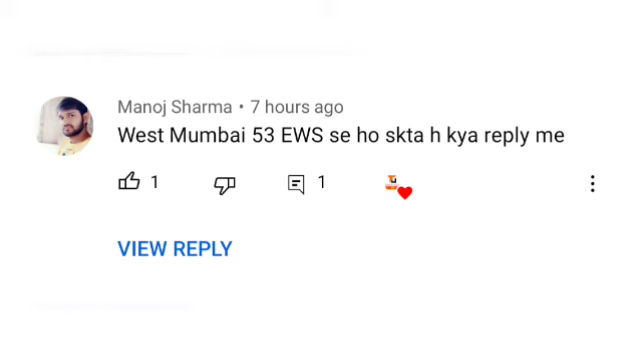 Manoj Sharma • 7 hours ago
West Mumbai 53 EWS se ho skta h kya reply me
1 1
VIEW REPLY